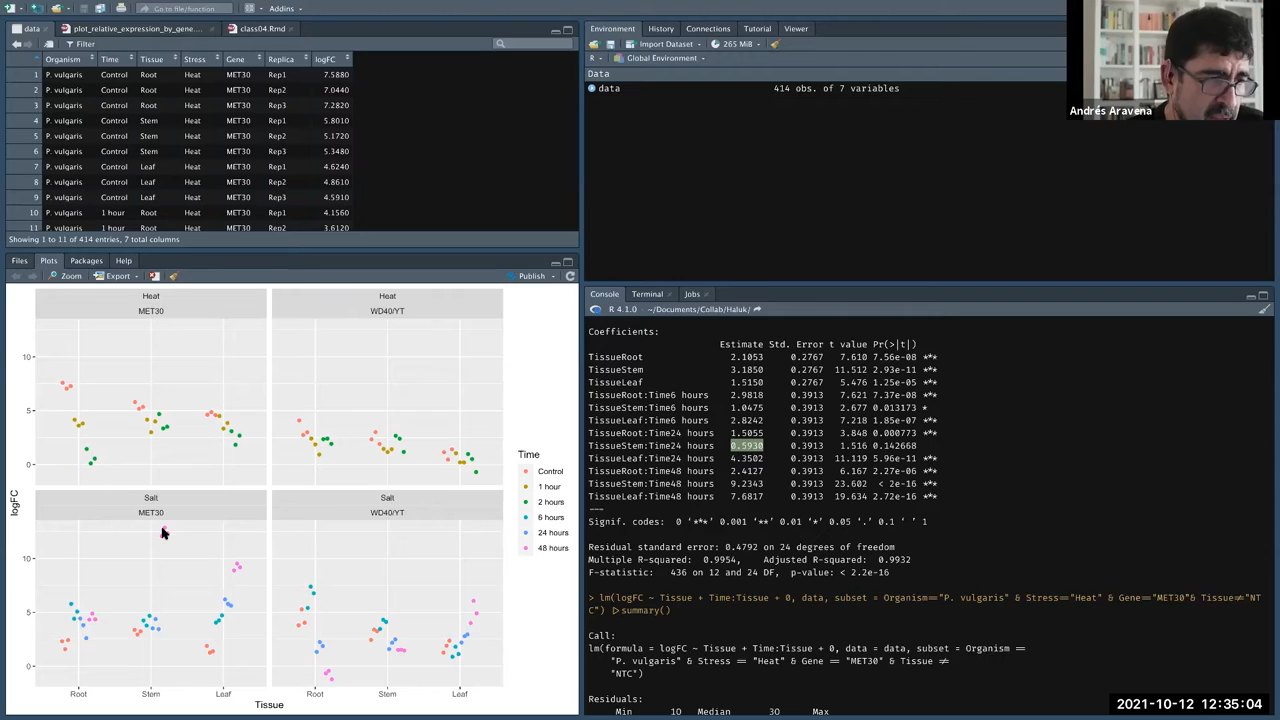 Go to file/function
Addins
data
plot_relative_expression_by_gene....
class04.Rmd
Filter
Organism Time Tissue Stress Gene Replica logFC
1 P. vulgaris Control Root Heat MET30 Rep1 7.5880
2 P. vulgaris Control Root Heat MET30 Rep2 7.0440
3 P. vulgaris Control Root Heat MET30 Rep3 7.2820
4 P. vulgaris Control Stem Heat MET30 Rep1 5.8010
5 P. vulgaris Control Stem Heat MET30 Rep2 5.1720
6 P. vulgaris Control Stem Heat MET30 Rep3 5.3480
7 P. vulgaris Control Leaf Heat MET30 Rep1 4.6240
8 P. vulgaris Control Leaf Heat MET30 Rep2 4.8610
9 P. vulgaris Control Leaf Heat MET30 Rep3 4.5910
10 P. vulgaris 1 hour Root Heat MET30 Rep1 4.1560
11 P. vulgaris 1 hour Root Heat MET30 Rep2 3.6120
Showing 1 to 11 of 414 entries, 7 total columns
Files Plots Packages Help
Zoom Export Publish
Heat Heat
MET30 WD40/YT
10
5
0
Salt Salt
MET30 WD40/YT
10
5
0
logFC
Root Stem Leaf Root Stem Leaf
Tissue
Time
Control
1 hour
2 hours
6 hours
24 hours
48 hours
Environment History Connections Tutorial Viewer
Import Dataset 265 MiB
R Global Environment
Data
data 414 obs. of 7 variables
Andrés Aravena
Console Terminal Jobs
R 4.1.0 · ~/Documents/Collab/Haluk/
Coefficients:
Estimate Std. Error t value Pr(>|t|)
TissueRoot 2.1053 0.2767 7.610 7.56e-08 ***
TissueStem 3.1850 0.2767 11.512 2.93e-11 ***
TissueLeaf 1.5150 0.2767 5.476 1.25e-05 ***
TissueRoot:Time6 hours 2.9818 0.3913 7.621 7.37e-08 ***
TissueStem:Time6 hours 1.0475 0.3913 2.677 0.013173 *
TissueLeaf:Time6 hours 2.8242 0.3913 7.218 1.85e-07 ***
TissueRoot:Time24 hours 1.5055 0.3913 3.848 0.000773 ***
TissueStem:Time24 hours 0.5930 0.3913 1.516 0.142668
TissueLeaf:Time24 hours 4.3502 0.3913 11.119 5.96e-11 ***
TissueRoot:Time48 hours 2.4127 0.3913 6.167 2.27e-06 ***
TissueStem:Time48 hours 9.2343 0.3913 23.602 < 2e-16 ***
TissueLeaf:Time48 hours 7.6817 0.3913 19.634 2.72e-16 ***
---
Signif. codes: 0 ‘***’ 0.001 ‘**’ 0.01 ‘*’ 0.05 ‘.’ 0.1 ‘ ’ 1
Residual standard error: 0.4792 on 24 degrees of freedom
Multiple R-squared: 0.9954, Adjusted R-squared: 0.9932
F-statistic: 436 on 12 and 24 DF, p-value: < 2.2e-16
> lm(logFC ~ Tissue + Time:Tissue + 0, data, subset = Organism=="P. vulgaris" & Stress=="Heat" & Gene=="MET30"& Tissue≠"NT
C") |>summary()
Call:
lm(formula = logFC ~ Tissue + Time:Tissue + 0, data = data, subset = Organism ==
"P. vulgaris" & Stress == "Heat" & Gene == "MET30" & Tissue ≠
"NTC")
Residuals:
Min 1Q Median 3Q Max
2021-10-12 12:35:04